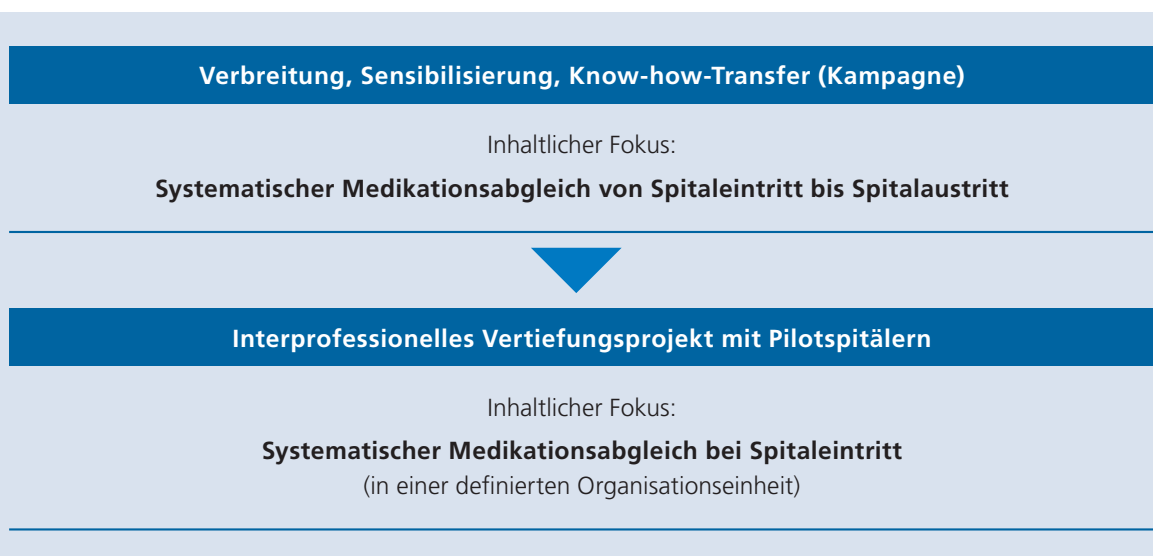 Verbreitung, Sensibilisierung, Know-how-Transfer (Kampagne)
Inhaltlicher Fokus:
Systematischer Medikationsabgleich von Spitaleintritt bis Spitalaustritt
Interprofessionelles Vertiefungsprojekt mit Pilotspitälern
Inhaltlicher Fokus:
Systematischer Medikationsabgleich bei Spitaleintritt
(in einer definierten Organisationseinheit)